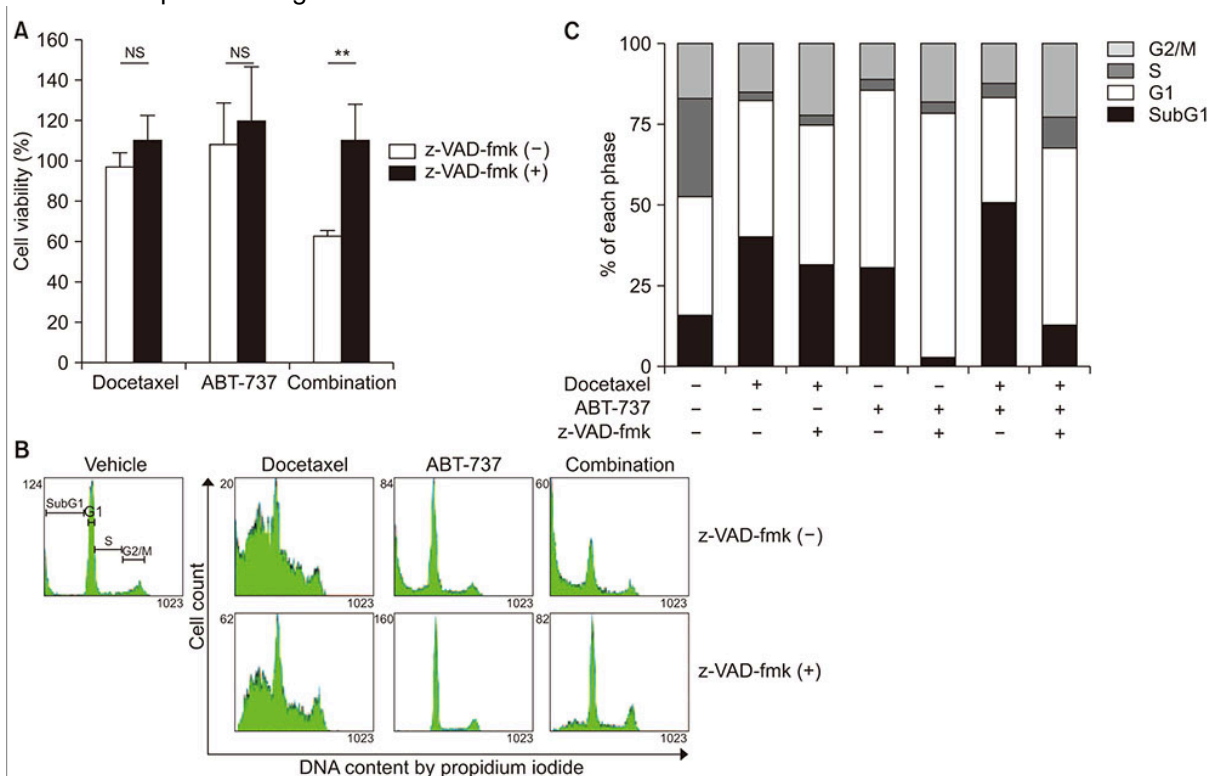 A
160
140
120
100
80
60
40
20
0
Cell viability (%)
NS
NS
**
z-VAD-fmk (−)
z-VAD-fmk (+)
Docetaxel
ABT-737
Combination
C
100
75
50
25
0
% of each phase
G2/M
S
G1
SubG1
Docetaxel − + + − − + +
ABT-737 − − − + + + +
z-VAD-fmk − − + − + − +
B
Vehicle
124
SubG1
G1
S
G2/M
1023
Docetaxel
ABT-737
Combination
20
1023
84
1023
60
1023
z-VAD-fmk (−)
Cell count
62
1023
160
1023
82
1023
z-VAD-fmk (+)
DNA content by propidium iodide